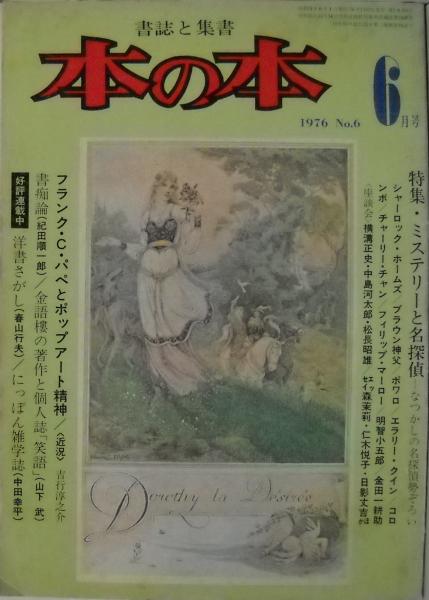 書誌と集書
本の本
1976 No.6
6
月号
特集・ミステリーと名探偵 なつかしの名探偵勢ぞろい
シャーロック・ホームズ／ブラウン神父 ポワロ／エラリー・クイン／コロ
ンボ／チャーリー・チャン／フィリップ・マーロー 明智小五郎／金田一耕助
〈座談会〉横溝正史・中島河太郎・松長昭雄／エッセイ 森茉莉・仁木悦子・日影丈吉ほか
フランク・C・パペとポップアート精神／〈近況〉吉行淳之介
書痴論（紀田順一郎）／金語楼の著作と個人誌「笑語」（山下 武）
好評連載中
洋書さがし（春山行夫）／にっぽん雑学誌（中田幸平）
Dorothy la Désirée